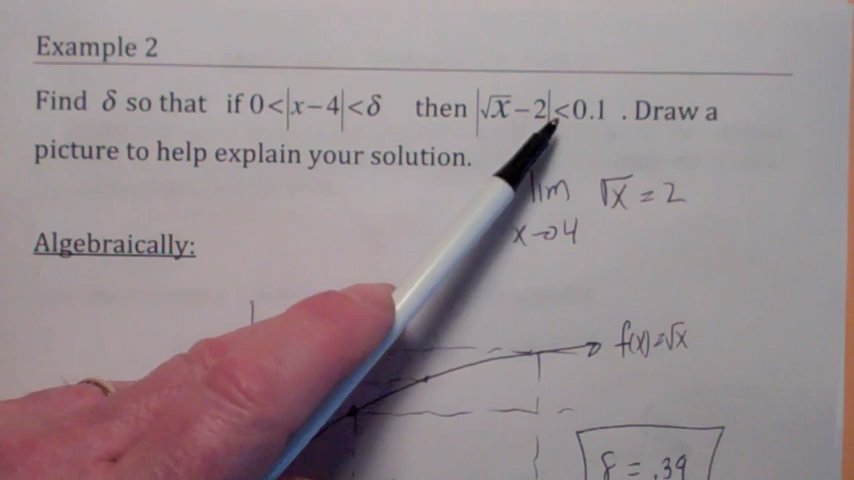 Example 2
Find δ so that if 0<|x−4|<δ then |√x−2|<0.1 . Draw a
picture to help explain your solution.
lim √x = 2
x→4
Algebraically:
f(x)=√x
δ = .39